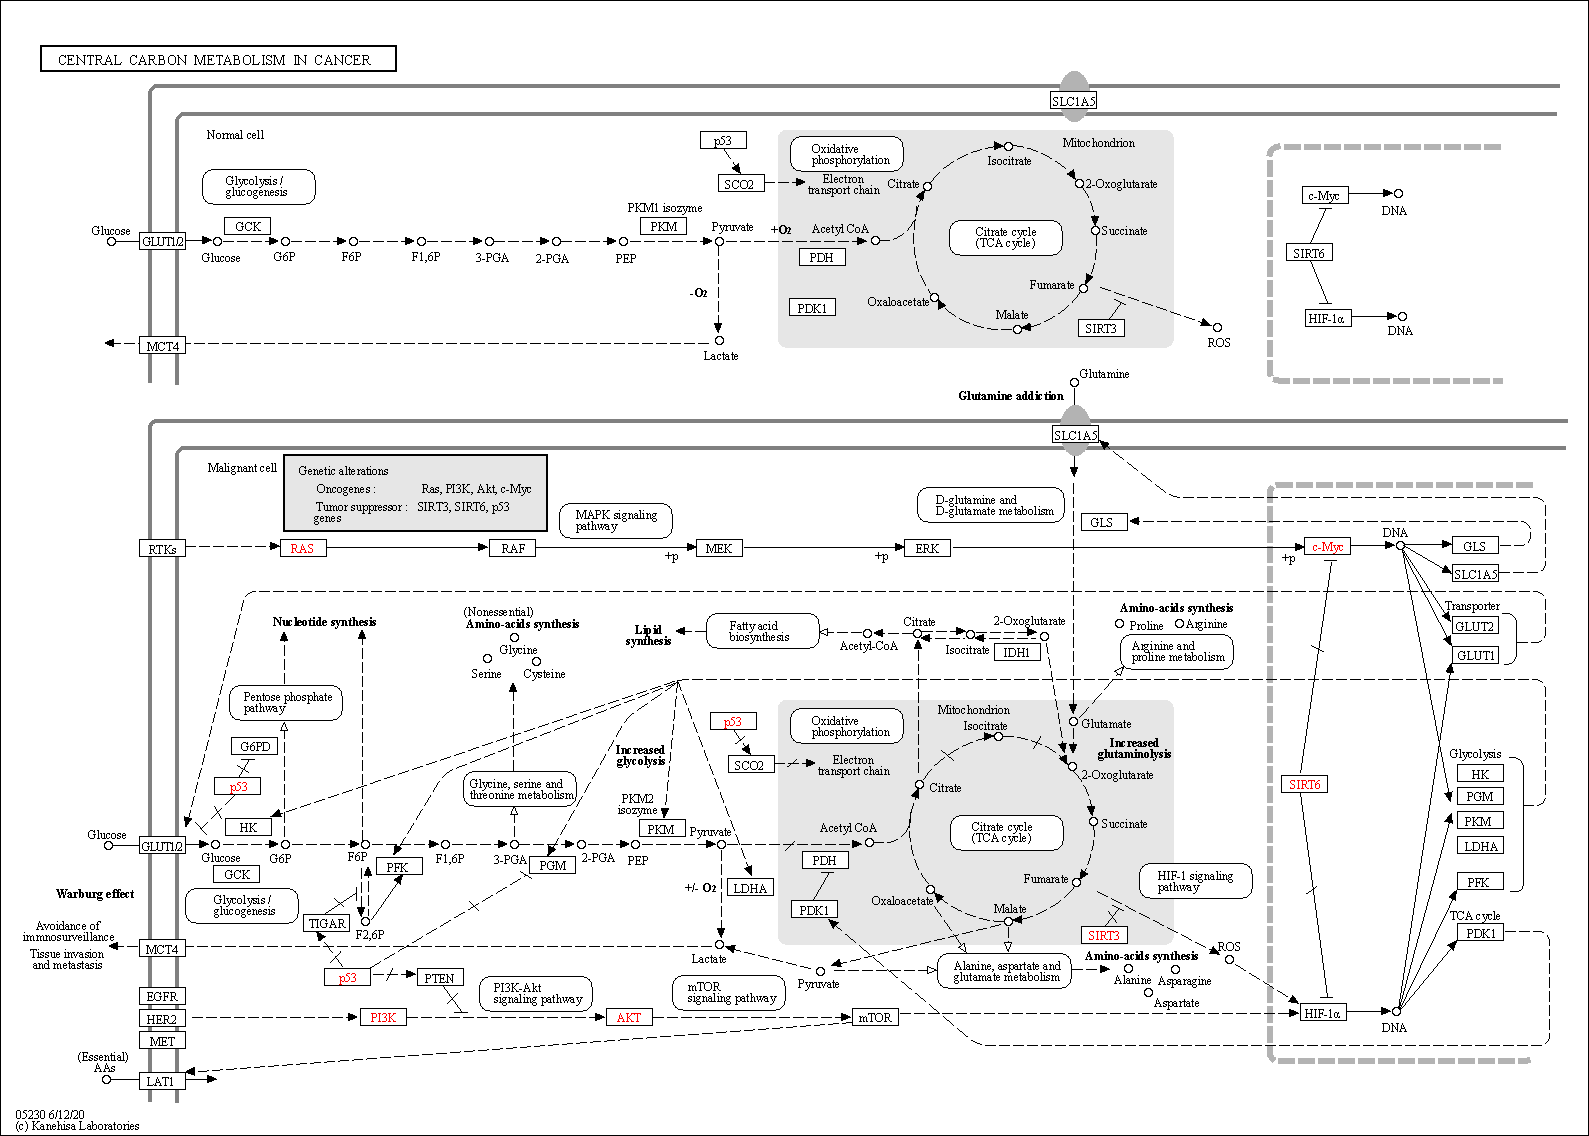 CENTRAL CARBON METABOLISM IN CANCER
SLC1A5
Normal cell
Glycolysis /
glucogenesis
p53
SCO2
Oxidative
phosphorylation
Electron
transport chain
Mitochondrion
Isocitrate
Citrate
2-Oxoglutarate
Citrate cycle
(TCA cycle)
Succinate
Fumarate
Malate
Oxaloacetate
SIRT3
ROS
Glucose
GLUT1/2
Glucose
GCK
G6P
F6P
F1,6P
3-PGA
2-PGA
PEP
PKM1 isozyme
PKM
Pyruvate
+O2
Acetyl CoA
PDH
PDK1
-O2
Lactate
MCT4
c-Myc
DNA
SIRT6
HIF-1α
DNA
Glutamine
Glutamine addiction
SLC1A5
Malignant cell
Genetic alterations
Oncogenes : Ras, PI3K, Akt, c-Myc
Tumor suppressor : SIRT3, SIRT6, p53
genes
MAPK signaling
pathway
D-glutamine and
D-glutamate metabolism
GLS
RTKs
RAS
RAF
+p
MEK
+p
ERK
+p
c-Myc
DNA
GLS
SLC1A5
Transporter
GLUT2
GLUT1
Nucleotide synthesis
(Nonessential)
Amino-acids synthesis
Glycine
Serine
Cysteine
Lipid
synthesis
Fatty acid
biosynthesis
Citrate
Acetyl-CoA
Isocitrate
2-Oxoglutarate
IDH1
Amino-acids synthesis
Proline
Arginine
Arginine and
proline metabolism
Pentose phosphate
pathway
G6PD
p53
HK
Increased
glycolysis
Glycine, serine and
threonine metabolism
PKM2
isozyme
PKM
p53
SCO2
Oxidative
phosphorylation
Electron
transport chain
Mitochondrion
Isocitrate
Glutamate
Increased
glutaminolysis
2-Oxoglutarate
Citrate
Citrate cycle
(TCA cycle)
Succinate
Fumarate
Malate
Oxaloacetate
Acetyl CoA
PDH
PDK1
SIRT6
Glycolysis
HK
PGM
PKM
LDHA
PFK
TCA cycle
PDK1
Glucose
GLUT1/2
Glucose
GCK
G6P
F6P
PFK
F1,6P
3-PGA
PGM
2-PGA
PEP
Pyruvate
+/- O2
LDHA
Warburg effect
Glycolysis /
glucogenesis
TIGAR
F2,6P
HIF-1 signaling
pathway
SIRT3
ROS
Avoidance of
immnosurveillance
Tissue invasion
and metastasis
MCT4
Lactate
Pyruvate
Alanine, aspartate and
glutamate metabolism
Amino-acids synthesis
Alanine
Asparagine
Aspartate
p53
PTEN
PI3K-Akt
signaling pathway
mTOR
signaling pathway
EGFR
HER2
MET
PI3K
AKT
mTOR
HIF-1α
DNA
(Essential)
AAs
LAT1
05230 6/12/20
(c) Kanehisa Laboratories